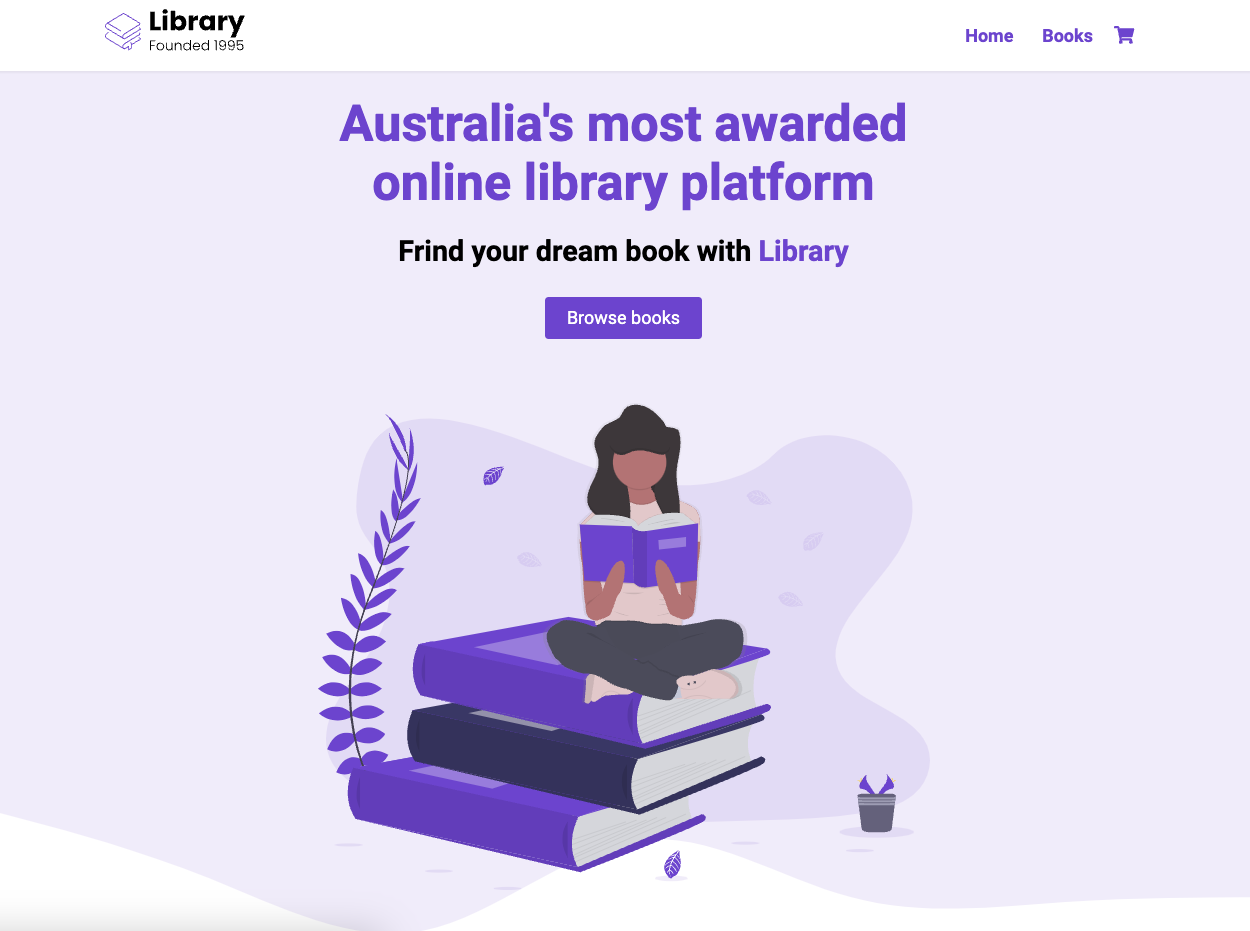 Library
Founded 1995
Home Books
Australia's most awarded
online library platform
Frind your dream book with Library
Browse books